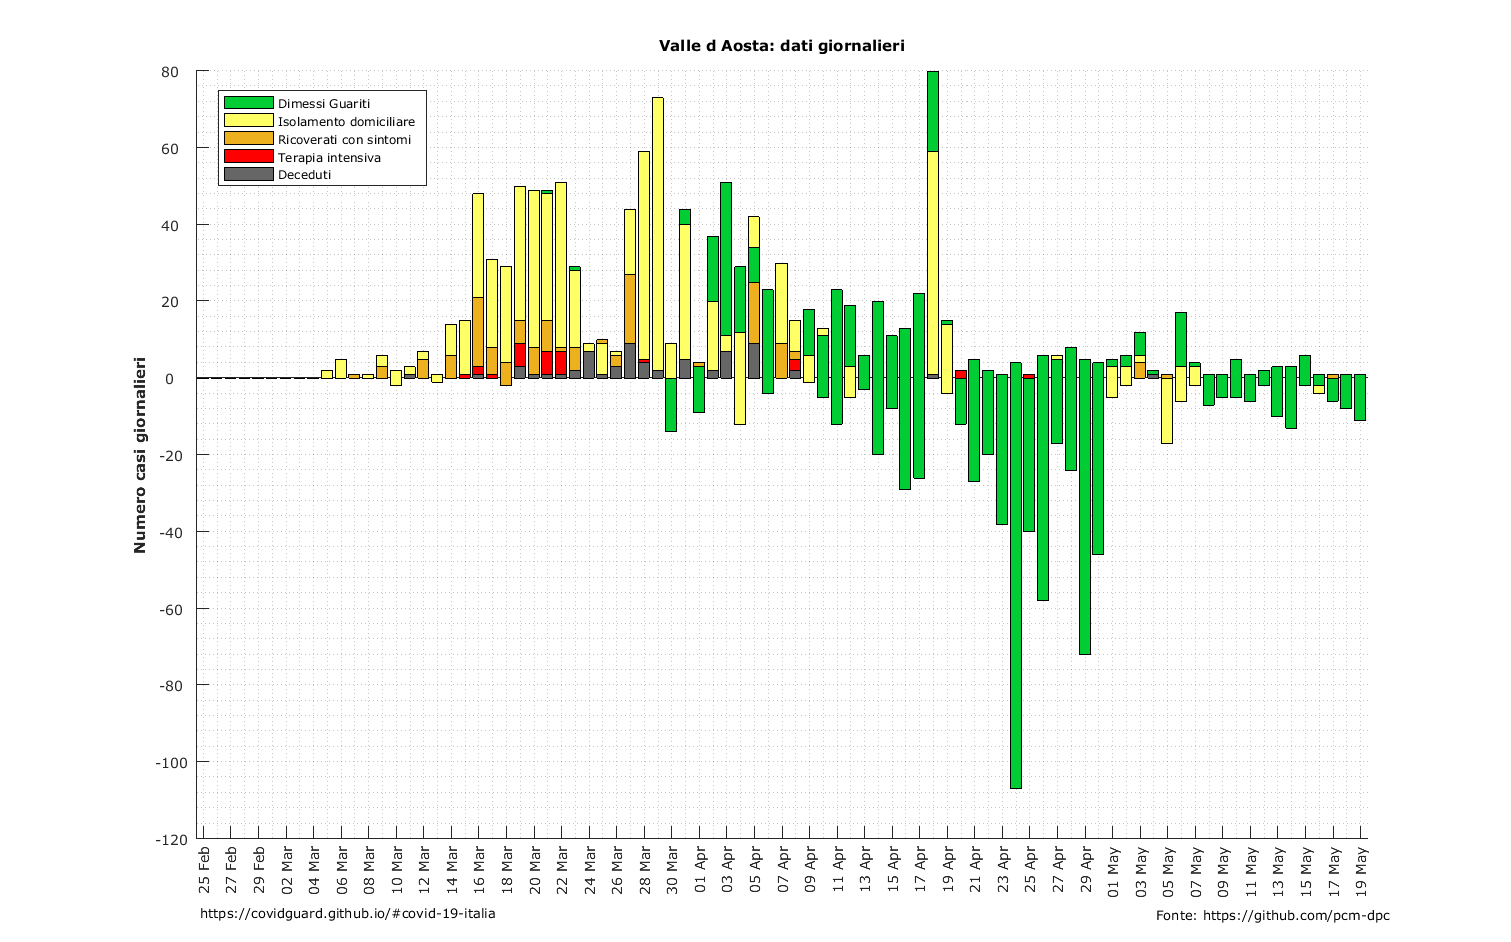 Valle d Aosta: dati giornalieri
Dimessi Guariti
Isolamento domiciliare
Ricoverati con sintomi
Terapia intensiva
Deceduti
Numero casi giornalieri
80
60
40
20
0
-20
-40
-60
-80
-100
-120
25 Feb
27 Feb
29 Feb
02 Mar
04 Mar
06 Mar
08 Mar
10 Mar
12 Mar
14 Mar
16 Mar
18 Mar
20 Mar
22 Mar
24 Mar
26 Mar
28 Mar
30 Mar
01 Apr
03 Apr
05 Apr
07 Apr
09 Apr
11 Apr
13 Apr
15 Apr
17 Apr
19 Apr
21 Apr
23 Apr
25 Apr
27 Apr
29 Apr
01 May
03 May
05 May
07 May
09 May
11 May
13 May
15 May
17 May
19 May
https://covidguard.github.io/#covid-19-italia
Fonte: https://github.com/pcm-dpc